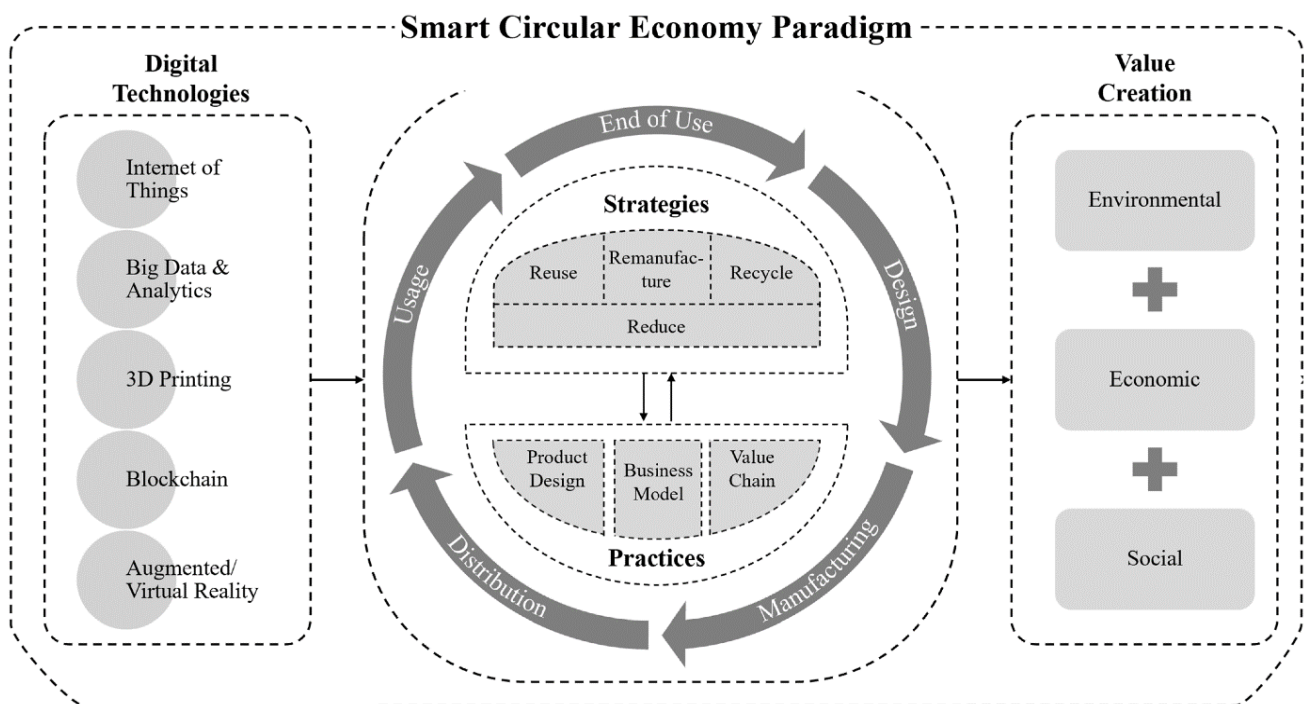 Smart Circular Economy Paradigm
Digital
Technologies
Internet of
Things
Big Data &
Analytics
3D Printing
Blockchain
Augmented/
Virtual Reality
End of Use
Design
Manufacturing
Distribution
Usage
Strategies
Reuse
Remanufac-
ture
Recycle
Reduce
Product
Design
Business
Model
Value
Chain
Practices
Value
Creation
Environmental
Economic
Social